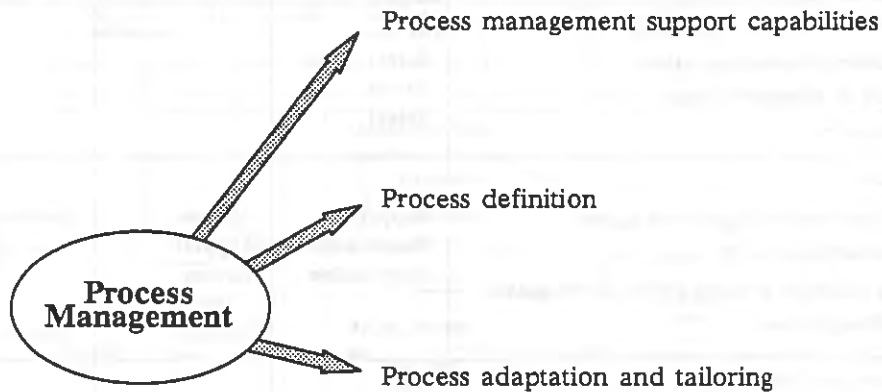 Process management support capabilities
Process definition
Process
Management
Process adaptation and tailoring